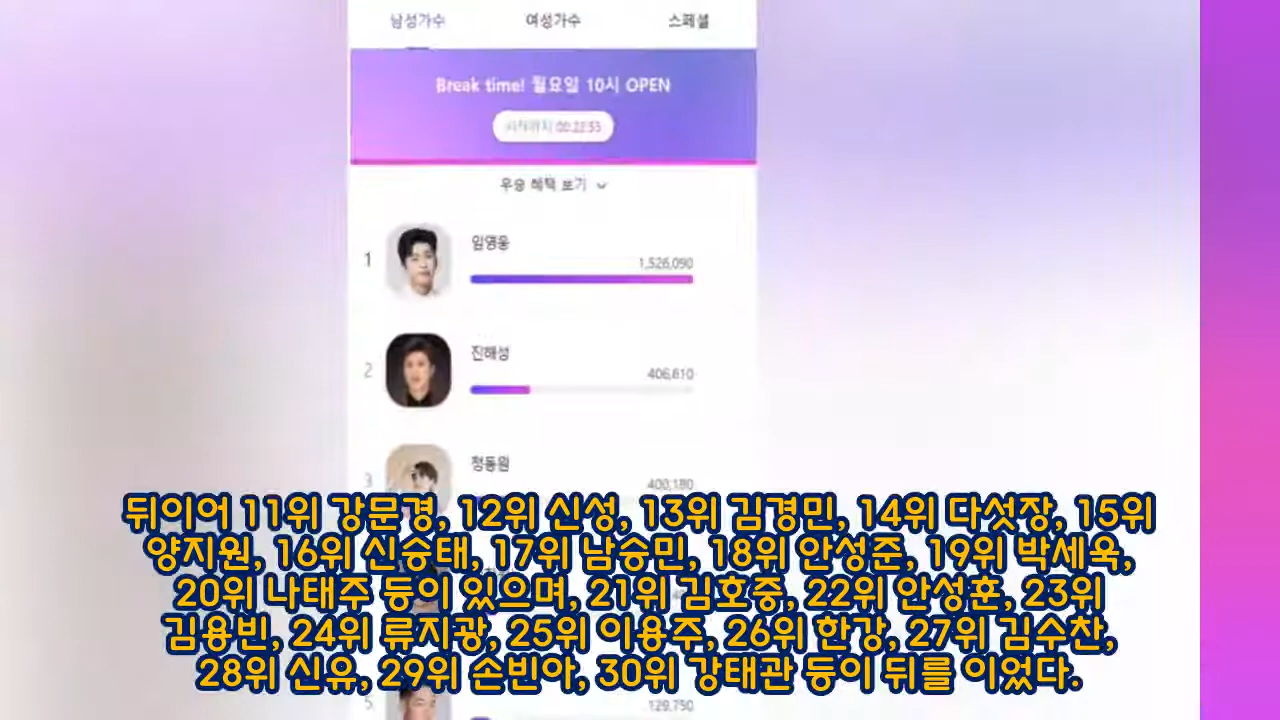 남성가수 여성가수 스페셜
Break time! 월요일 10시 OPEN
시작까지 00:22:53
우승 혜택 보기
1 임영웅
1,526,090
2 진해성
406,610
3 정동원
400,180
뒤이어 11위 강문경, 12위 신성, 13위 김경민, 14위 다섯장, 15위
양지원, 16위 신승태, 17위 남승민, 18위 안성준, 19위 박세욱,
20위 나태주 등이 있으며, 21위 김호중, 22위 안성훈, 23위
김용빈, 24위 류지광, 25위 이용주, 26위 한강, 27위 김수찬,
28위 신유, 29위 손빈아, 30위 강태관 등이 뒤를 이었다.
5
129,750